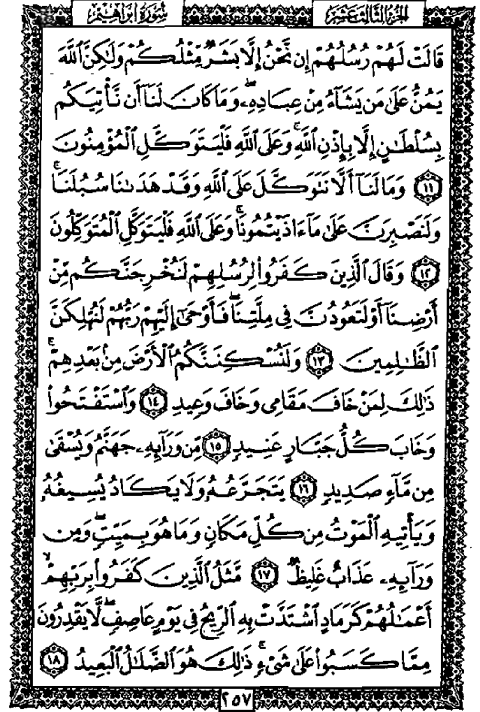 الجزء الثالث عشر
سورة ابراهيم
قَالَتْ لَهُمْ رُسُلُهُمْ إِن نَّحْنُ إِلَّا بَشَرٌ مِّثْلُكُمْ وَلَٰكِنَّ ٱللَّهَ
يَمُنُّ عَلَىٰ مَن يَشَآءُ مِنْ عِبَادِهِۦ ۖ وَمَا كَانَ لَنَآ أَن نَّأْتِيَكُم
بِسُلْطَٰنٍ إِلَّا بِإِذْنِ ٱللَّهِ ۚ وَعَلَى ٱللَّهِ فَلْيَتَوَكَّلِ ٱلْمُؤْمِنُونَ
١١ وَمَا لَنَآ أَلَّا نَتَوَكَّلَ عَلَى ٱللَّهِ وَقَدْ هَدَىٰنَا سُبُلَنَا ۚ
وَلَنَصْبِرَنَّ عَلَىٰ مَآ ءَاذَيْتُمُونَا ۚ وَعَلَى ٱللَّهِ فَلْيَتَوَكَّلِ ٱلْمُتَوَكِّلُونَ
١٢ وَقَالَ ٱلَّذِينَ كَفَرُوا۟ لِرُسُلِهِمْ لَنُخْرِجَنَّكُم مِّنْ
أَرْضِنَآ أَوْ لَتَعُودُنَّ فِى مِلَّتِنَا ۖ فَأَوْحَىٰٓ إِلَيْهِمْ رَبُّهُمْ لَنُهْلِكَنَّ
ٱلظَّٰلِمِينَ ١٣ وَلَنُسْكِنَنَّكُمُ ٱلْأَرْضَ مِنۢ بَعْدِهِمْ ۚ
ذَٰلِكَ لِمَنْ خَافَ مَقَامِى وَخَافَ وَعِيدِ ١٤ وَٱسْتَفْتَحُوا۟
وَخَابَ كُلُّ جَبَّارٍ عَنِيدٍ ١٥ مِّن وَرَآئِهِۦ جَهَنَّمُ وَيُسْقَىٰ
مِن مَّآءٍ صَدِيدٍ ١٦ يَتَجَرَّعُهُۥ وَلَا يَكَادُ يُسِيغُهُۥ
وَيَأْتِيهِ ٱلْمَوْتُ مِن كُلِّ مَكَانٍ وَمَا هُوَ بِمَيِّتٍ ۖ وَمِن
وَرَآئِهِۦ عَذَابٌ غَلِيظٌ ١٧ مَّثَلُ ٱلَّذِينَ كَفَرُوا۟ بِرَبِّهِمْ ۖ
أَعْمَٰلُهُمْ كَرَمَادٍ ٱشْتَدَّتْ بِهِ ٱلرِّيحُ فِى يَوْمٍ عَاصِفٍ ۖ لَّا يَقْدِرُونَ
مِمَّا كَسَبُوا۟ عَلَىٰ شَىْءٍ ۚ ذَٰلِكَ هُوَ ٱلضَّلَٰلُ ٱلْبَعِيدُ ١٨
٢٥٧